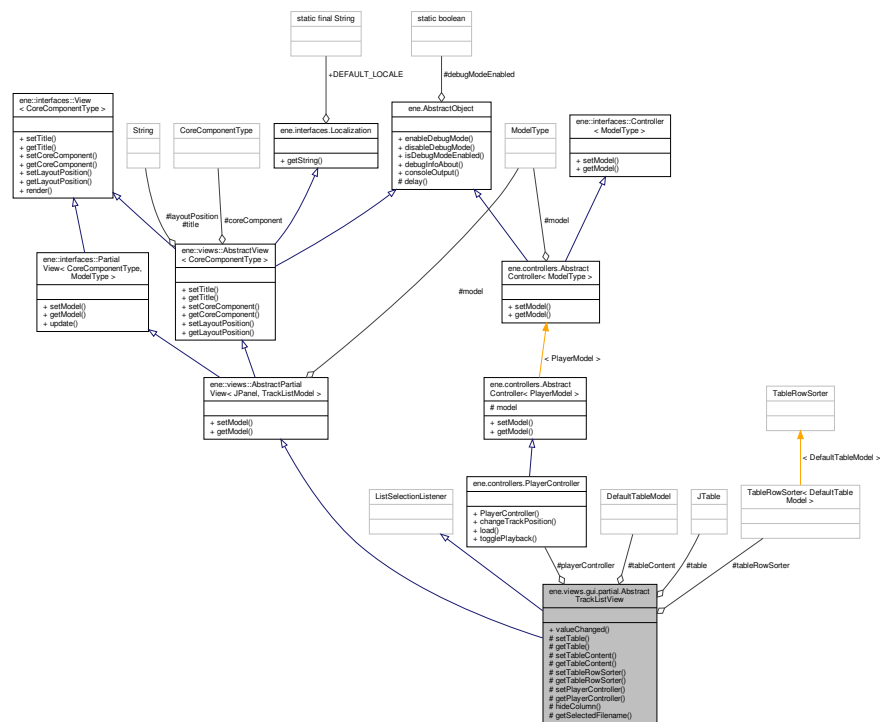 static final String
static boolean
+DEFAULT_LOCALE
#debugModeEnabled
ene::interfaces::View
< CoreComponentType >
+ setTitle()
+ getTitle()
+ setCoreComponent()
+ getCoreComponent()
+ setLayoutPosition()
+ getLayoutPosition()
+ render()
String
CoreComponentType
ene.interfaces.Localization
+ getString()
ene.AbstractObject
+ enableDebugMode()
+ disableDebugMode()
+ isDebugModeEnabled()
+ debugInfoAbout()
+ consoleOutput()
# delay()
ModelType
ene::interfaces::Controller
< ModelType >
+ setModel()
+ getModel()
#layoutPosition
#title
#coreComponent
#model
ene::interfaces::Partial
View< CoreComponentType,
ModelType >
+ setModel()
+ getModel()
+ update()
ene::views::AbstractView
< CoreComponentType >
+ setTitle()
+ getTitle()
+ setCoreComponent()
+ getCoreComponent()
+ setLayoutPosition()
+ getLayoutPosition()
#model
ene.controllers.Abstract
Controller< ModelType >
+ setModel()
+ getModel()
< PlayerModel >
ene::views::AbstractPartial
View< JPanel, TrackListModel >
+ setModel()
+ getModel()
ene.controllers.Abstract
Controller< PlayerModel >
# model
+ setModel()
+ getModel()
TableRowSorter
< DefaultTableModel >
ListSelectionListener
ene.controllers.PlayerController
+ PlayerController()
+ changeTrackPosition()
+ load()
+ togglePlayback()
DefaultTableModel
JTable
TableRowSorter< DefaultTable
Model >
#playerController
#tableContent
#table
#tableRowSorter
ene.views.gui.partial.Abstract
TrackListView
+ valueChanged()
# setTable()
# getTable()
# setTableContent()
# getTableContent()
# setTableRowSorter()
# getTableRowSorter()
# setPlayerController()
# getPlayerController()
# hideColumn()
# getSelectedFilename()